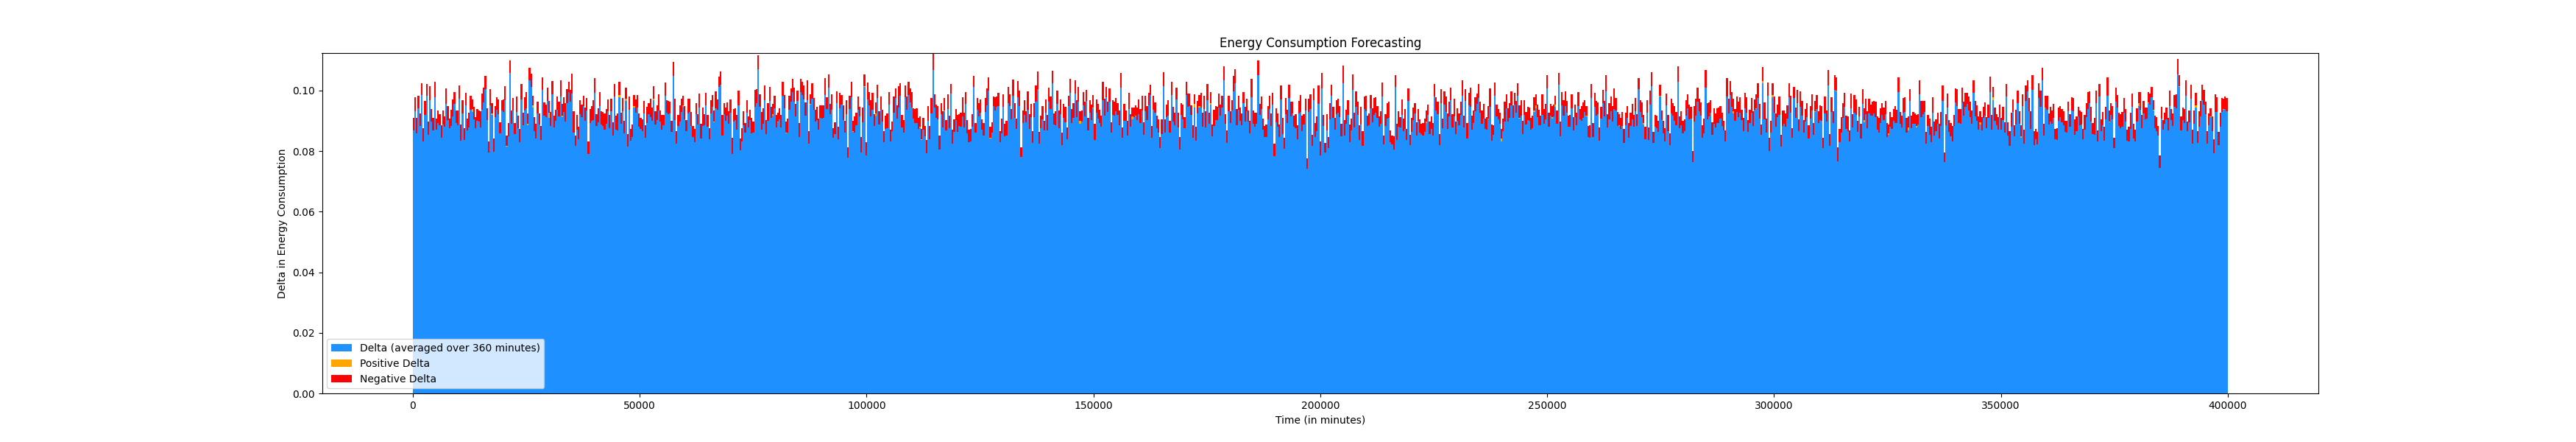 Energy Consumption Forecasting
Delta in Energy Consumption
0.10
0.08
0.06
0.04
0.02
0.00
Delta (averaged over 360 minutes)
Positive Delta
Negative Delta
0 50000 100000 150000 200000 250000 300000 350000 400000
Time (in minutes)